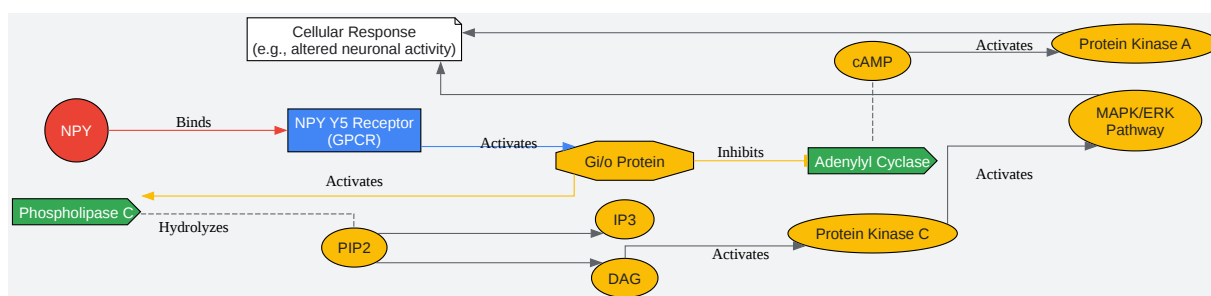 Cellular Response
(e.g., altered neuronal activity)
Activates
Protein Kinase A
cAMP
NPY
Binds
NPY Y5 Receptor
(GPCR)
Activates
Gi/o Protein
Inhibits
Adenylyl Cyclase
MAPK/ERK
Pathway
Activates
Activates
Phospholipase C
Hydrolyzes
PIP2
IP3
DAG
Activates
Protein Kinase C